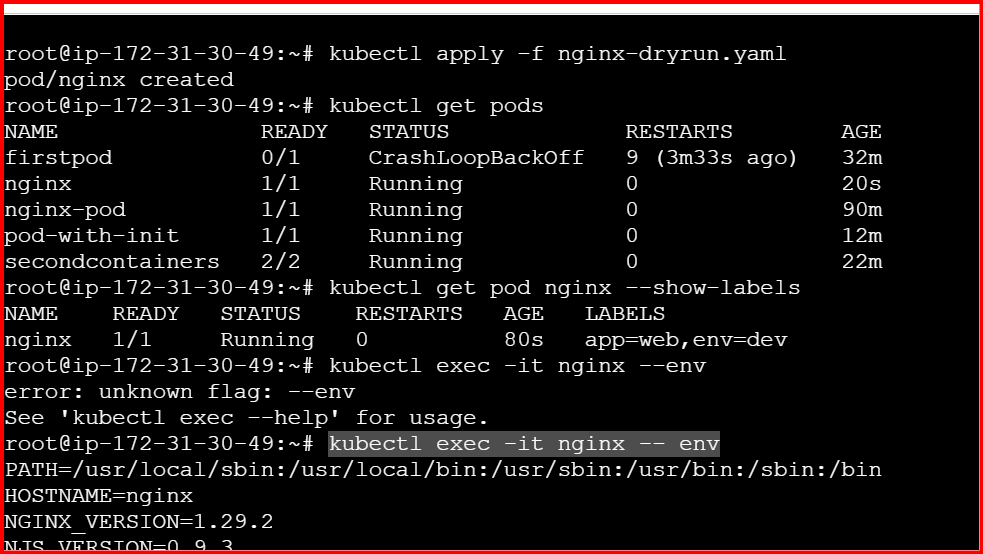 root@ip-172-31-30-49:~# kubectl apply -f nginx-dryrun.yaml
pod/nginx created
root@ip-172-31-30-49:~# kubectl get pods
NAME READY STATUS RESTARTS AGE
firstpod 0/1 CrashLoopBackOff 9 (3m33s ago) 32m
nginx 1/1 Running 0 20s
nginx-pod 1/1 Running 0 90m
pod-with-init 1/1 Running 0 12m
secondcontainers 2/2 Running 0 22m
root@ip-172-31-30-49:~# kubectl get pod nginx --show-labels
NAME READY STATUS RESTARTS AGE LABELS
nginx 1/1 Running 0 80s app=web,env=dev
root@ip-172-31-30-49:~# kubectl exec -it nginx --env
error: unknown flag: --env
See 'kubectl exec --help' for usage.
root@ip-172-31-30-49:~# kubectl exec -it nginx -- env
PATH=/usr/local/sbin:/usr/local/bin:/usr/sbin:/usr/bin:/sbin:/bin
HOSTNAME=nginx
NGINX_VERSION=1.29.2
NJS_VERSION=0.9.3